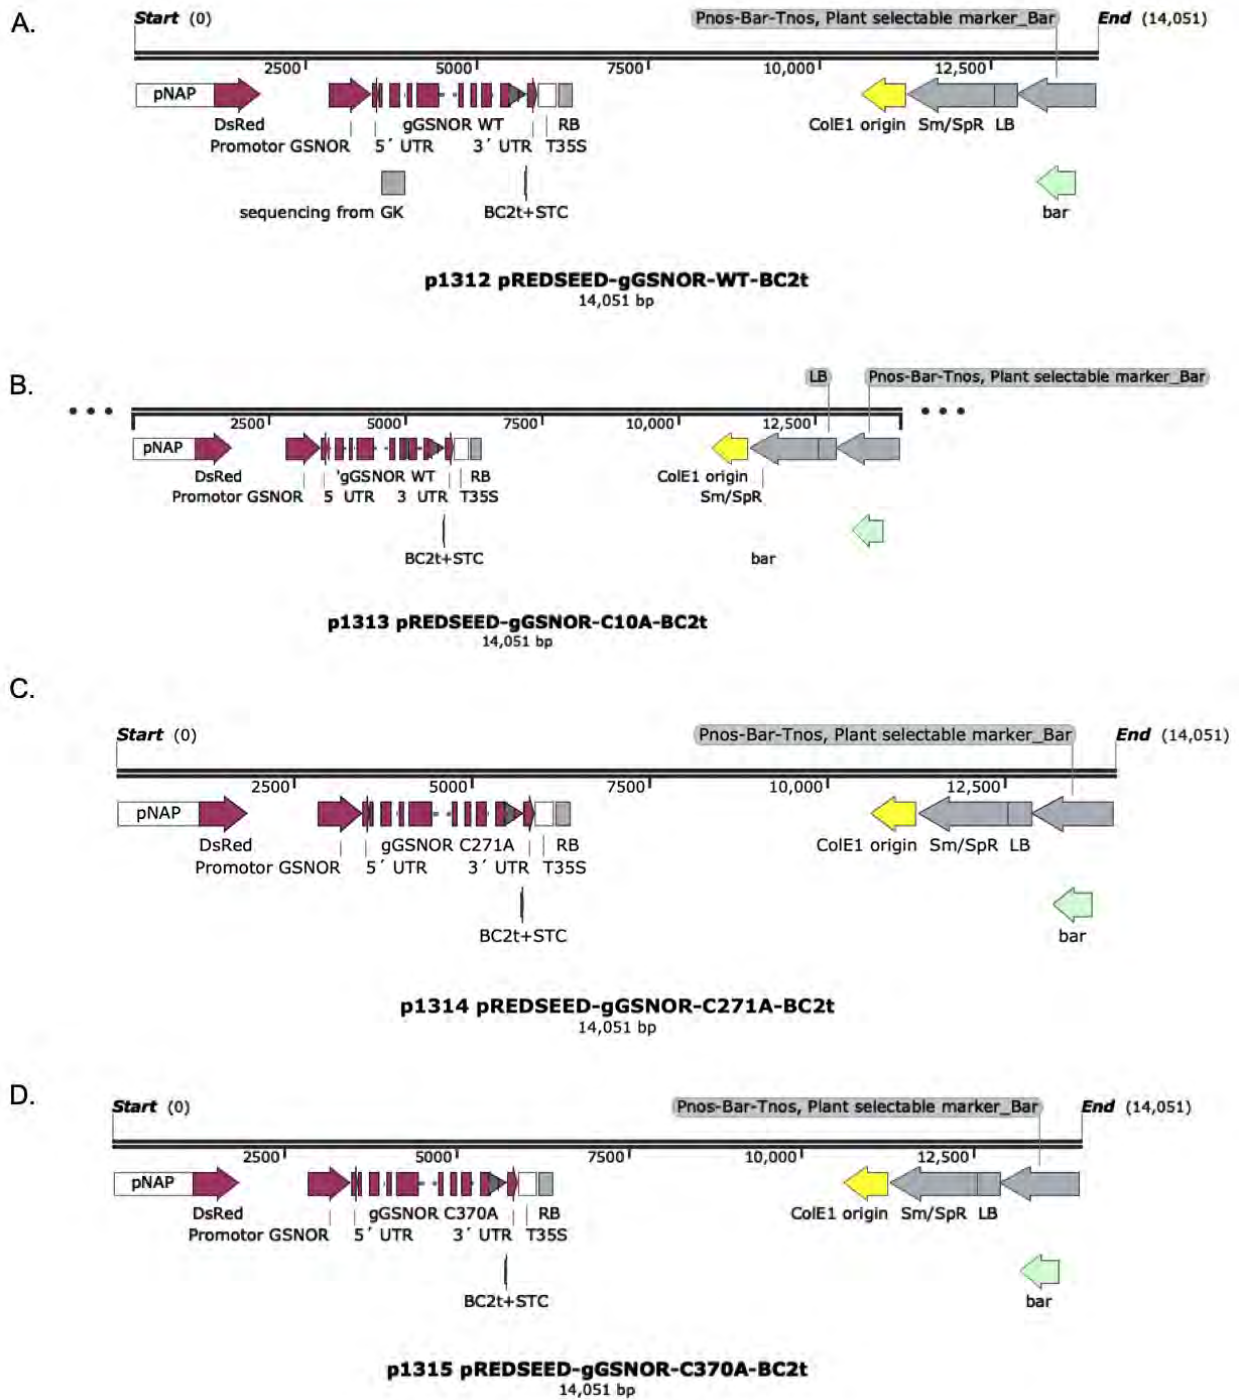 A.
Start (0)
Pnos-Bar-Tnos, Plant selectable marker_Bar
End (14,051)
2500 5000 7500 10,000 12,500
pNAP
DsRed gGSNOR WT RB ColE1 origin Sm/SpR LB
Promotor GSNOR 5´ UTR 3´ UTR T35S
sequencing from GK BC2t+STC bar
p1312 pREDSEED-gGSNOR-WT-BC2t
14,051 bp
B.
LB Pnos-Bar-Tnos, Plant selectable marker_Bar
2500 5000 7500 10,000 12,500
pNAP
DsRed 'gGSNOR WT RB ColE1 origin
Promotor GSNOR 5 UTR 3 UTR T35S Sm/SpR
BC2t+STC bar
p1313 pREDSEED-gGSNOR-C10A-BC2t
14,051 bp
C.
Start (0)
Pnos-Bar-Tnos, Plant selectable marker_Bar
End (14,051)
2500 5000 7500 10,000 12,500
pNAP
DsRed gGSNOR C271A RB ColE1 origin Sm/SpR LB
Promotor GSNOR 5´ UTR 3´ UTR T35S
BC2t+STC bar
p1314 pREDSEED-gGSNOR-C271A-BC2t
14,051 bp
D.
Start (0)
Pnos-Bar-Tnos, Plant selectable marker_Bar
End (14,051)
2500 5000 7500 10,000 12,500
pNAP
DsRed gGSNOR C370A RB ColE1 origin Sm/SpR LB
Promotor GSNOR 5´ UTR 3´ UTR T35S
BC2t+STC bar
p1315 pREDSEED-gGSNOR-C370A-BC2t
14,051 bp